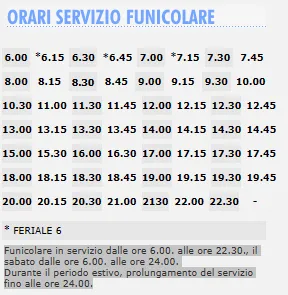 ORARI SERVIZIO FUNICOLARE
6.00 *6.15 6.30 *6.45 7.00 *7.15 7.30 7.45
8.00 8.15 8.30 8.45 9.00 9.15 9.30 10.00
10.30 11.00 11.30 11.45 12.00 12.15 12.30 12.45
13.00 13.15 13.30 13.45 14.00 14.15 14.30 14.45
15.00 15.30 16.00 16.30 17.00 17.15 17.30 17.45
18.00 18.15 18.30 18.45 19.00 19.15 19.30 19.45
20.00 20.15 20.30 21.00 2130 22.00 22.30 -
* FERIALE 6
Funicolare in servizio dalle ore 6.00. alle ore 22.30., il
sabato dalle ore 6.00. alle ore 24.00.
Durante il periodo estivo, prolungamento del servizio
fino alle ore 24.00.